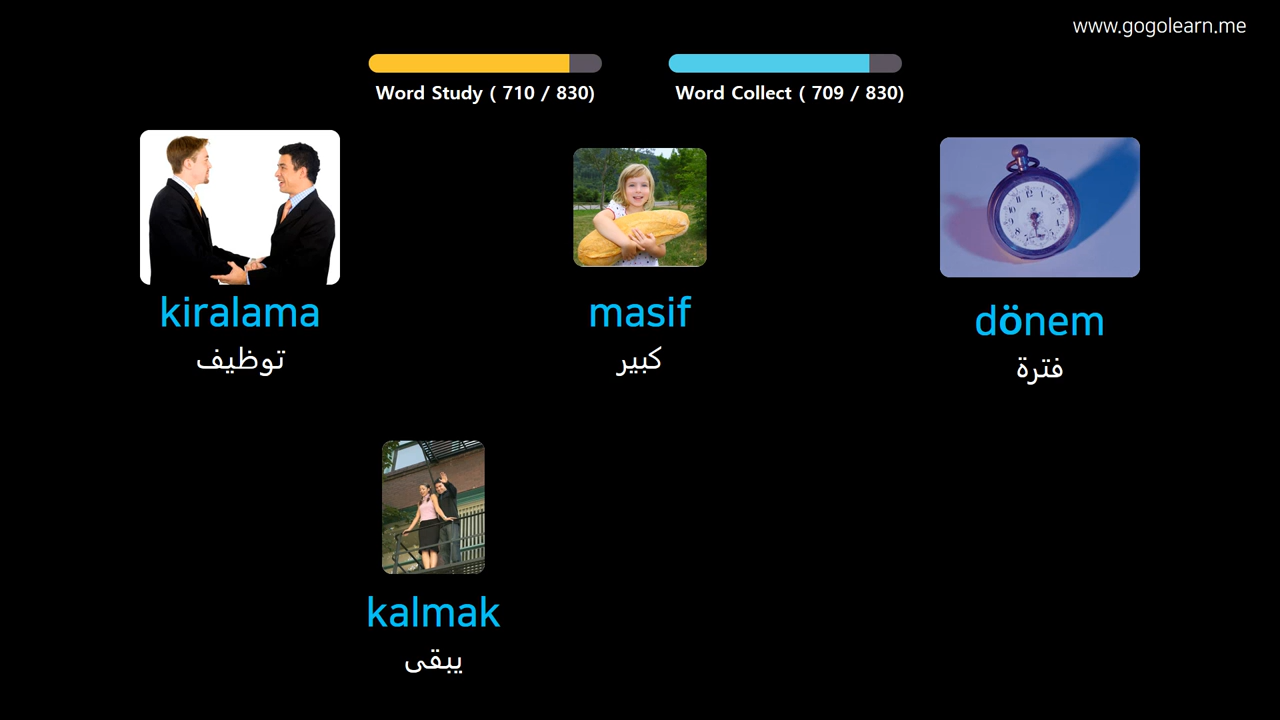 www.gogolearn.me
Word Study ( 710 / 830)
Word Collect ( 709 / 830)
kiralama
توظيف
masif
كبير
dönem
فترة
kalmak
يبقى